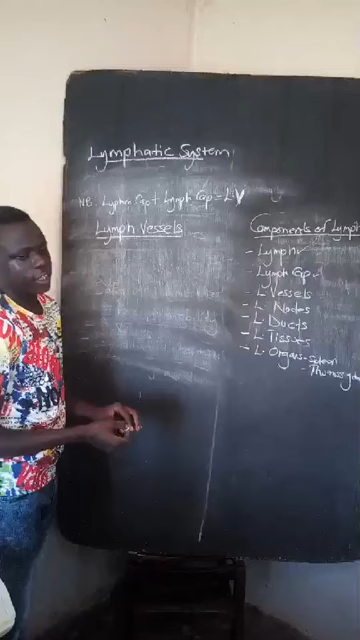 Lymphatic System
NB. Lymph Cap + Lymph Cap = L.V
Lymph Vessels
Components of Lymph
- Lymph
- Lymph cap
- L. Vessels
- L. Nodes
- L. Ducts
- L. Tissues
- L. Organs - Spleen
- Thymus